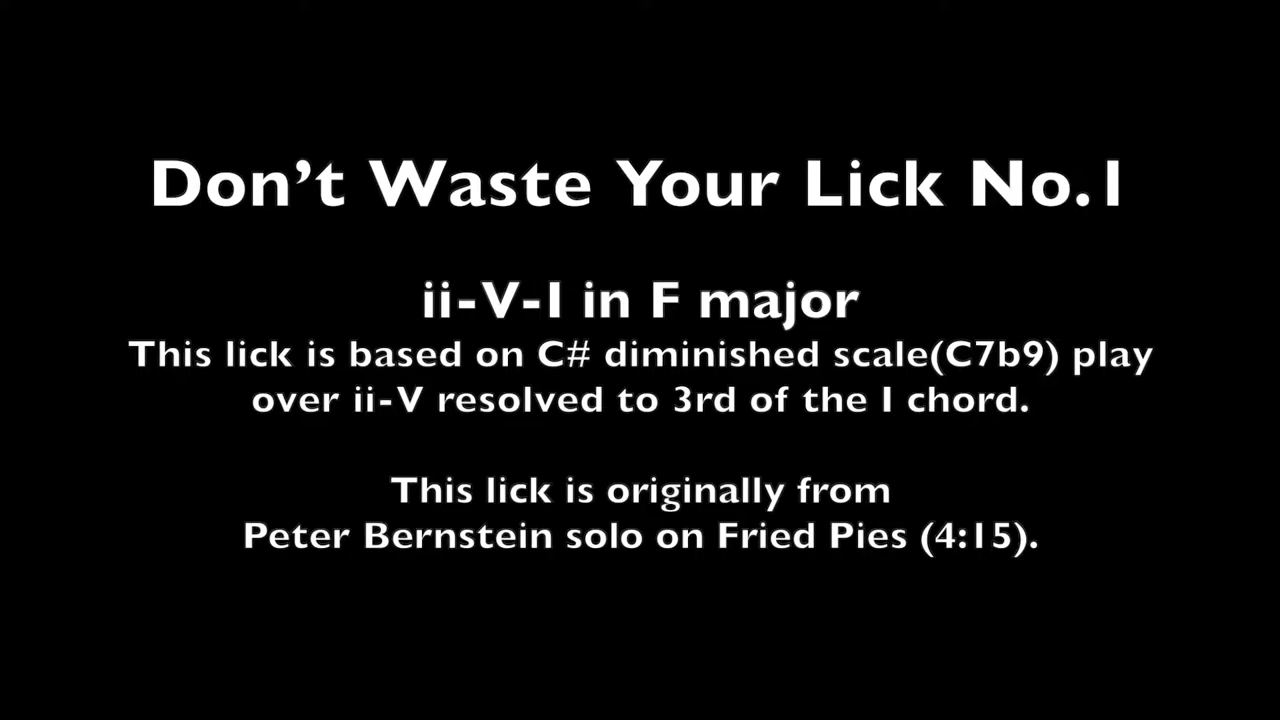 Don’t Waste Your Lick No.1
ii-V-I in F major
This lick is based on C# diminished scale(C7b9) play
over ii-V resolved to 3rd of the I chord.
This lick is originally from
Peter Bernstein solo on Fried Pies (4:15).